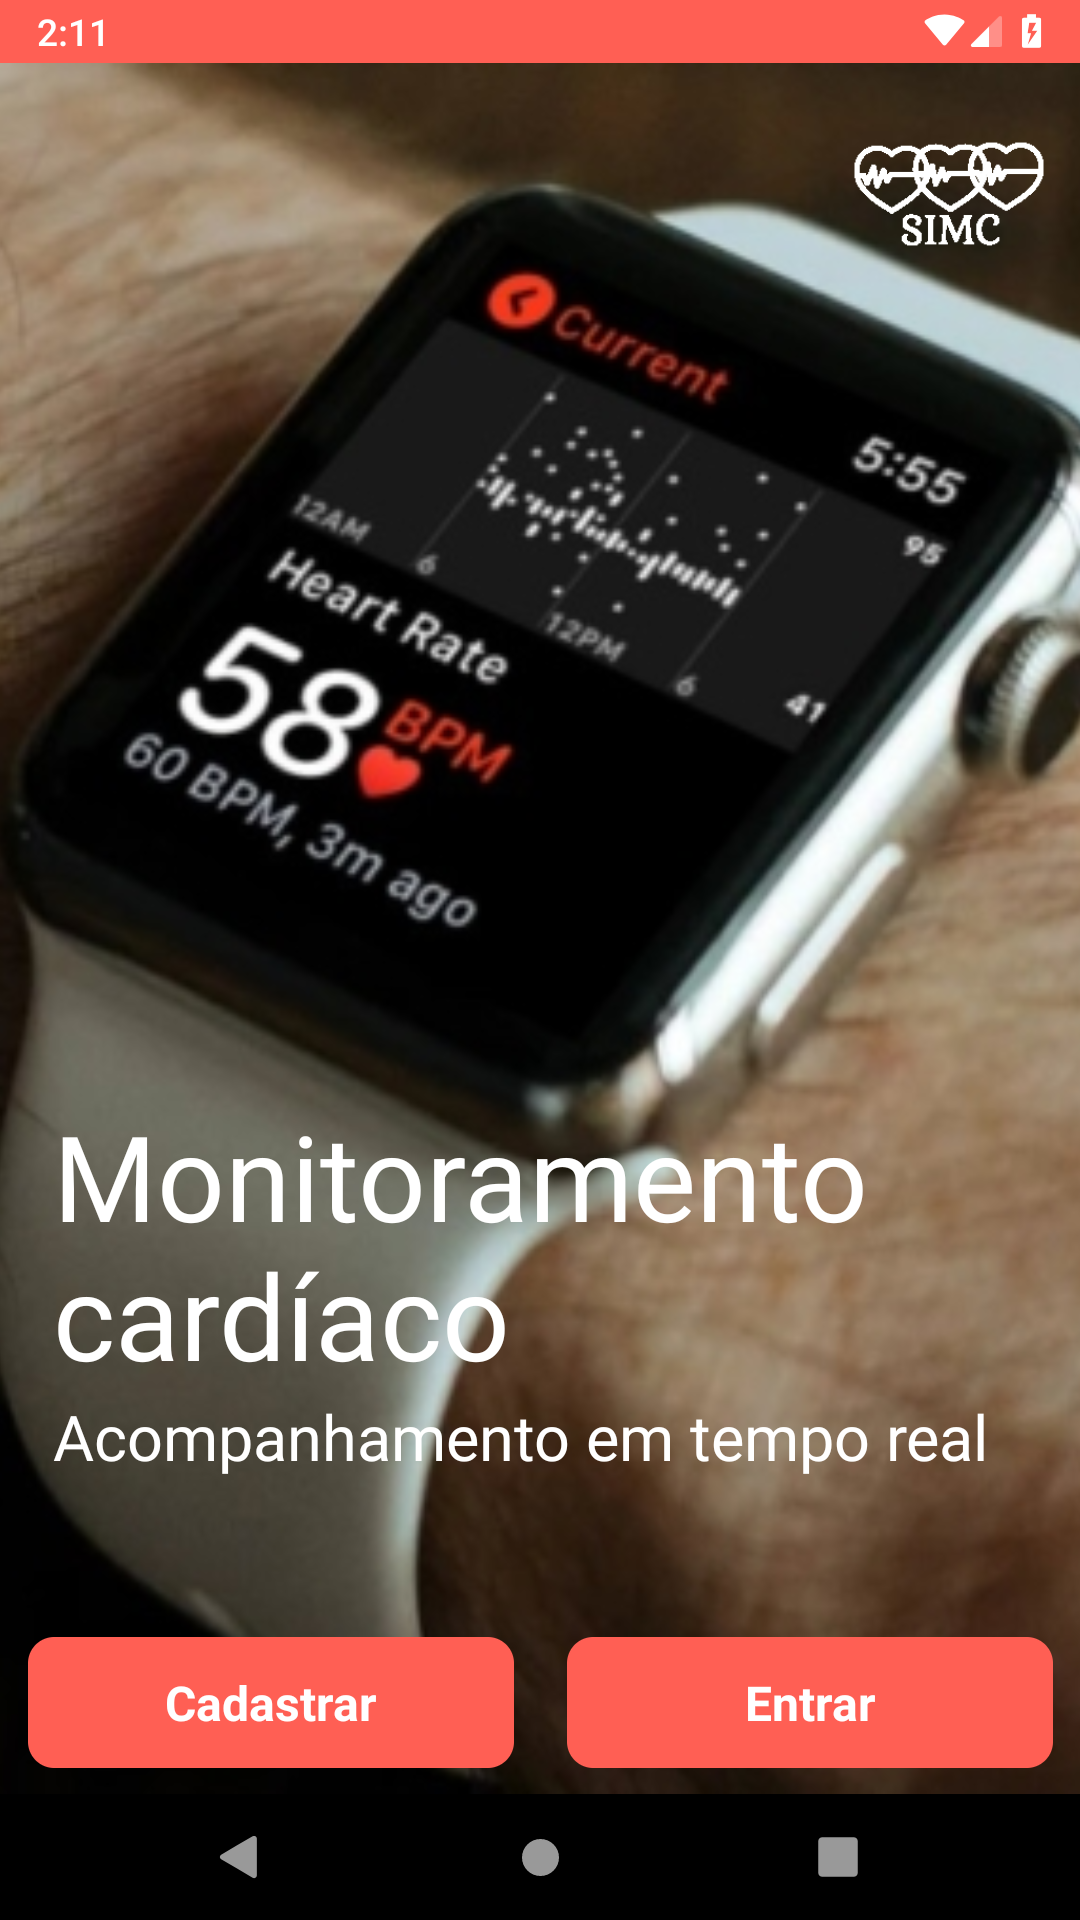 2:11
SIMC
Current
5:55
95
12AM
6
12PM
6
41
Heart Rate
58 BPM
60 BPM, 3m ago
Monitoramento
cardíaco
Acompanhamento em tempo real
Cadastrar
Entrar